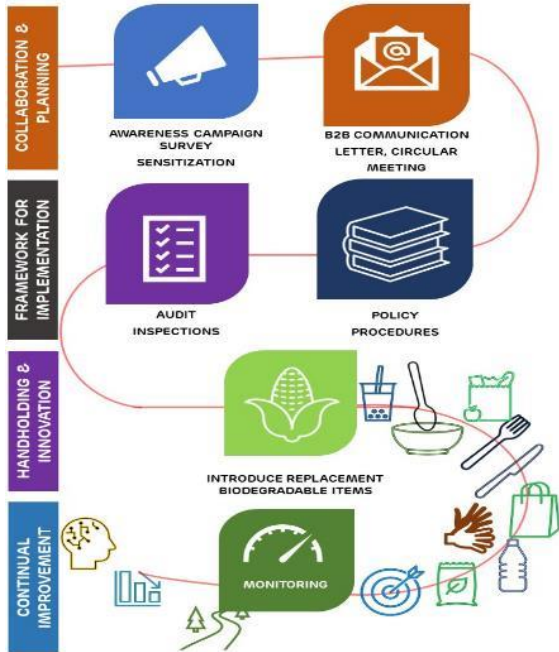 COLLABORATION &
PLANNING
AWARENESS CAMPAIGN
SURVEY
SENSITIZATION
@
B2B COMMUNICATION
LETTER, CIRCULAR
MEETING
FRAMEWORK FOR
IMPLEMENTATION
AUDIT
INSPECTIONS
POLICY
PROCEDURES
HANDHOLDING &
INNOVATION
INTRODUCE REPLACEMENT
BIODEGRADABLE ITEMS
CONTINUAL
IMPROVEMENT
MONITORING